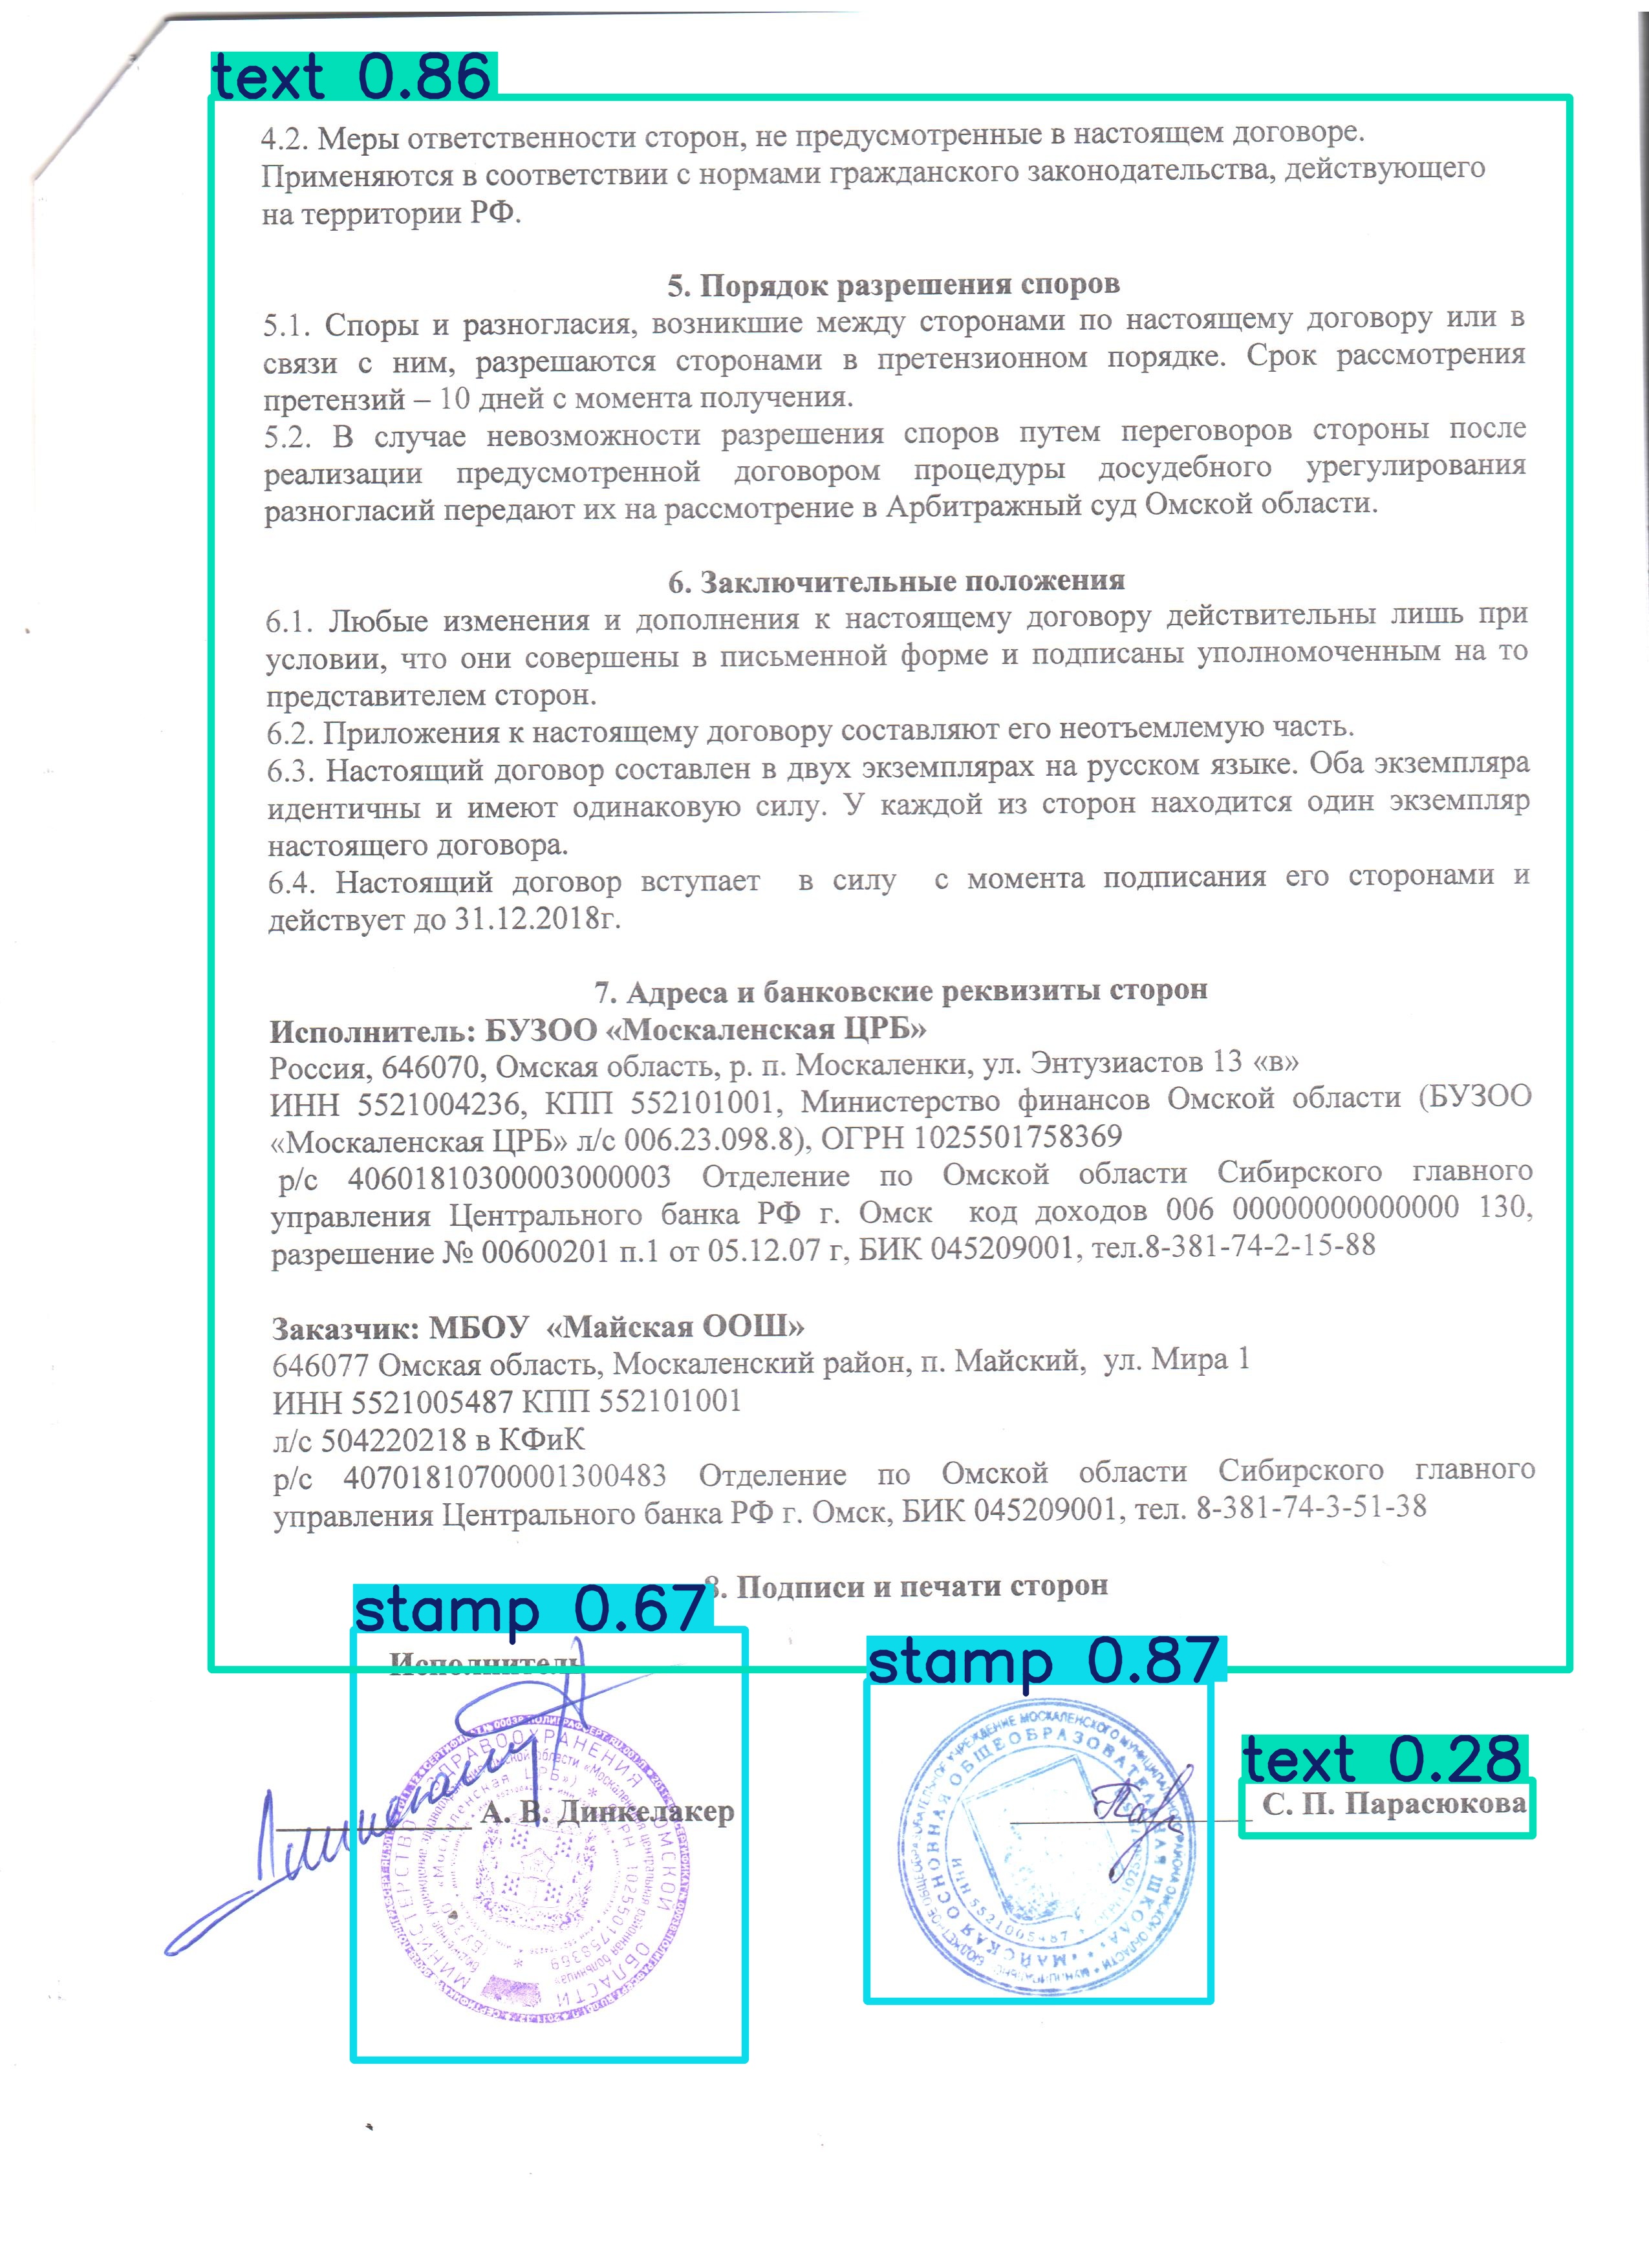 text 0.86
4.2. Меры ответственности сторон, не предусмотренные в настоящем договоре.
Применяются в соответствии с нормами гражданского законодательства, действующего
на территории РФ.
5. Порядок разрешения споров
5.1. Споры и разногласия, возникшие между сторонами по настоящему договору или в
связи с ним, разрешаются сторонами в претензионном порядке. Срок рассмотрения
претензий – 10 дней с момента получения.
5.2. В случае невозможности разрешения споров путем переговоров стороны после
реализации предусмотренной договором процедуры досудебного урегулирования
разногласий передают их на рассмотрение в Арбитражный суд Омской области.
6. Заключительные положения
6.1. Любые изменения и дополнения к настоящему договору действительны лишь при
условии, что они совершены в письменной форме и подписаны уполномоченным на то
представителем сторон.
6.2. Приложения к настоящему договору составляют его неотъемлемую часть.
6.3. Настоящий договор составлен в двух экземплярах на русском языке. Оба экземпляра
идентичны и имеют одинаковую силу. У каждой из сторон находится один экземпляр
настоящего договора.
6.4. Настоящий договор вступает в силу с момента подписания его сторонами и
действует до 31.12.2018г.
7. Адреса и банковские реквизиты сторон
Исполнитель: БУЗОО «Москаленская ЦРБ»
Россия, 646070, Омская область, р. п. Москаленки, ул. Энтузиастов 13 «в»
ИНН 5521004236, КПП 552101001, Министерство финансов Омской области (БУЗОО
«Москаленская ЦРБ» л/с 006.23.098.8), ОГРН 1025501758369
р/с 40601810300003000003 Отделение по Омской области Сибирского главного
управления Центрального банка РФ г. Омск код доходов 006 00000000000000 130,
разрешение № 00600201 п.1 от 05.12.07 г, БИК 045209001, тел.8-381-74-2-15-88
Заказчик: МБОУ «Майская ООШ»
646077 Омская область, Москаленский район, п. Майский, ул. Мира 1
ИНН 5521005487 КПП 552101001
л/с 504220218 в КФиК
р/с 40701810700001300483 Отделение по Омской области Сибирского главного
управления Центрального банка РФ г. Омск, БИК 045209001, тел. 8-381-74-3-51-38
8. Подписи и печати сторон
stamp 0.67
Исполнитель
stamp 0.87
text 0.28
А. В. Динкелакер
С. П. Парасюкова
МИНИСТЕРСТВО ЗДРАВООХРАНЕНИЯ ОМСКОЙ ОБЛАСТИ
ОГРН 1025501758369
МАЙСКАЯ ОСНОВНАЯ ОБЩЕОБРАЗОВАТЕЛЬНАЯ ШКОЛА
ИНН 5521005487